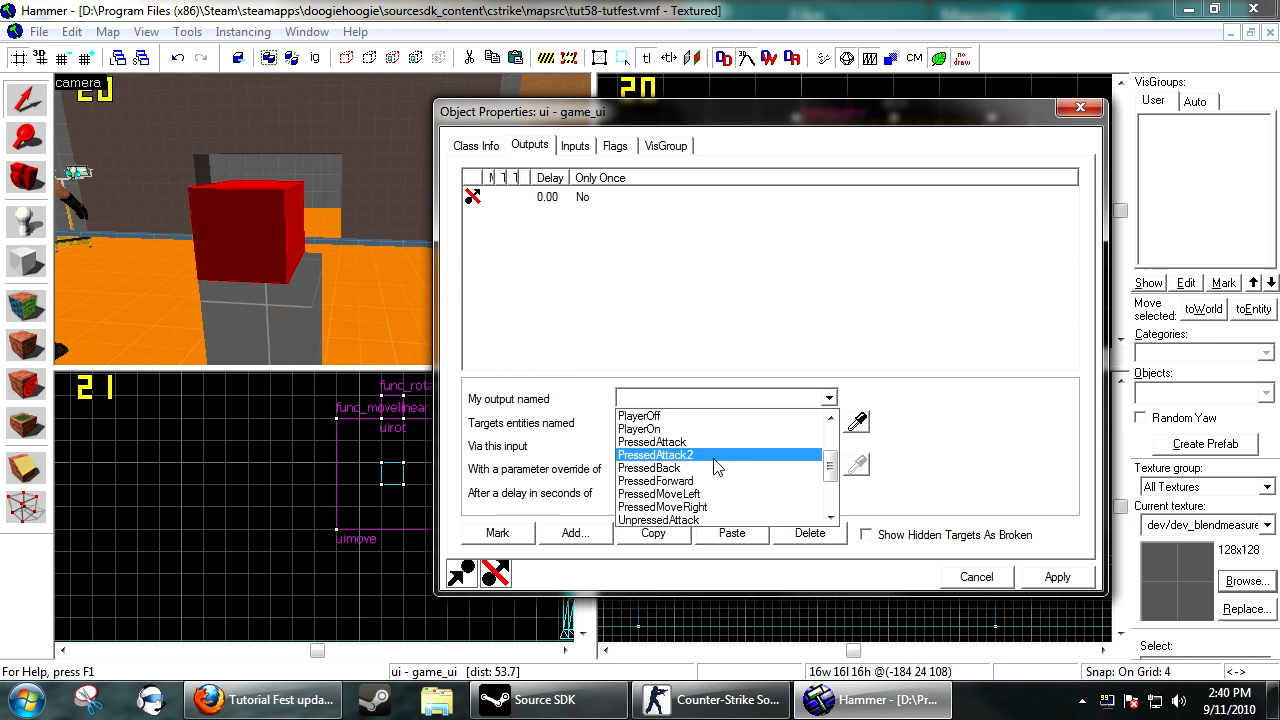 Hammer - [D:\Program Files (x86)\Steam\steamapps\doogiehoogie\sourcesdk_content\cstrike\mapsrc\tut58-tutfest.vmf - Textured]
File Edit Map View Tools Instancing Window Help
camera
20
20
21
func_rota
func_movelinear
uirot
uimove
Object Properties: ui - game_ui
Class Info Outputs Inputs Flags VisGroup
Delay Only Once
0.00 No
My output named
Targets entities named
Via this input
With a parameter override of
After a delay in seconds of
PlayerOff
PlayerOn
PressedAttack
PressedAttack2
PressedBack
PressedForward
PressedMoveLeft
PressedMoveRight
UnpressedAttack
Mark Add... Copy Paste Delete Show Hidden Targets As Broken
Cancel Apply
VisGroups:
User Auto
Show Edit Mark
Move selected: toWorld toEntity
Categories:
Objects:
Random Yaw
Create Prefab
Texture group:
All Textures
Current texture:
dev/dev_blendmeasure
128x128
Browse...
Replace...
Select:
For Help, press F1
ui - game_ui [dist: 53.7]
16w 16l 16h @(-184 24 108)
Snap: On Grid: 4
<->
Tutorial Fest upda...
Source SDK
Counter-Strike So...
Hammer - [D:\Pr...
2:40 PM
9/11/2010